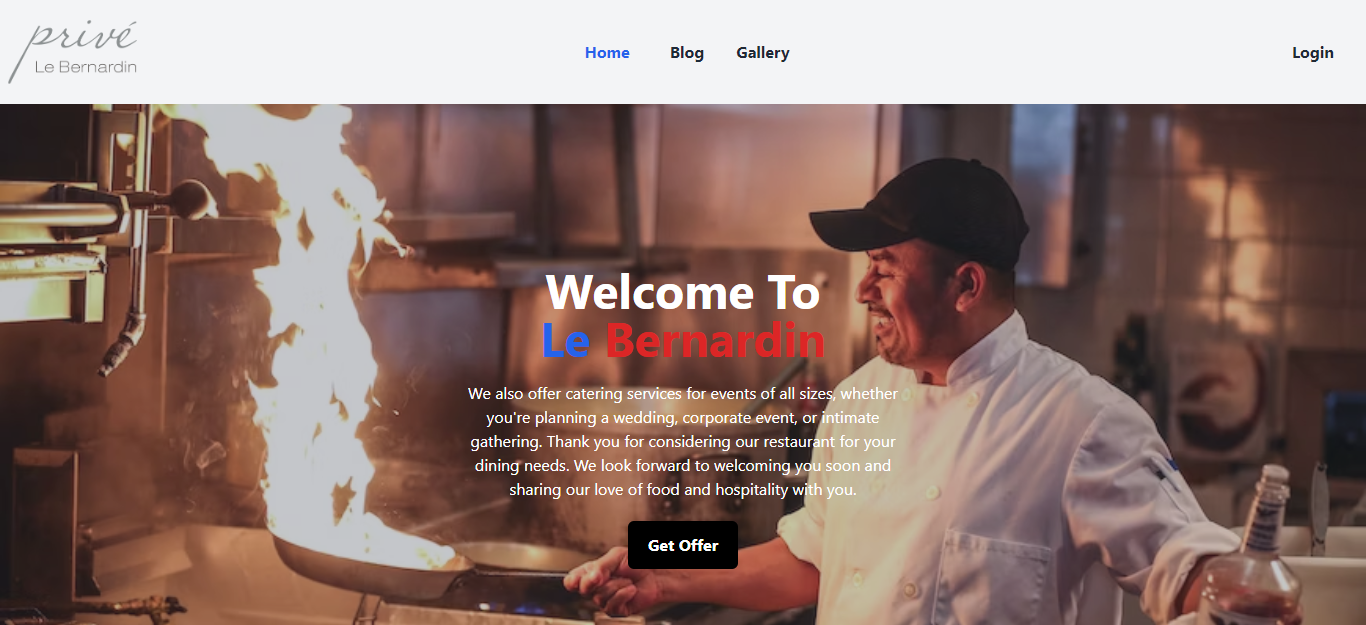 privé
Le Bernardin
Home Blog Gallery Login
Welcome To
Le Bernardin
We also offer catering services for events of all sizes, whether
you're planning a wedding, corporate event, or intimate
gathering. Thank you for considering our restaurant for your
dining needs. We look forward to welcoming you soon and
sharing our love of food and hospitality with you.
Get Offer